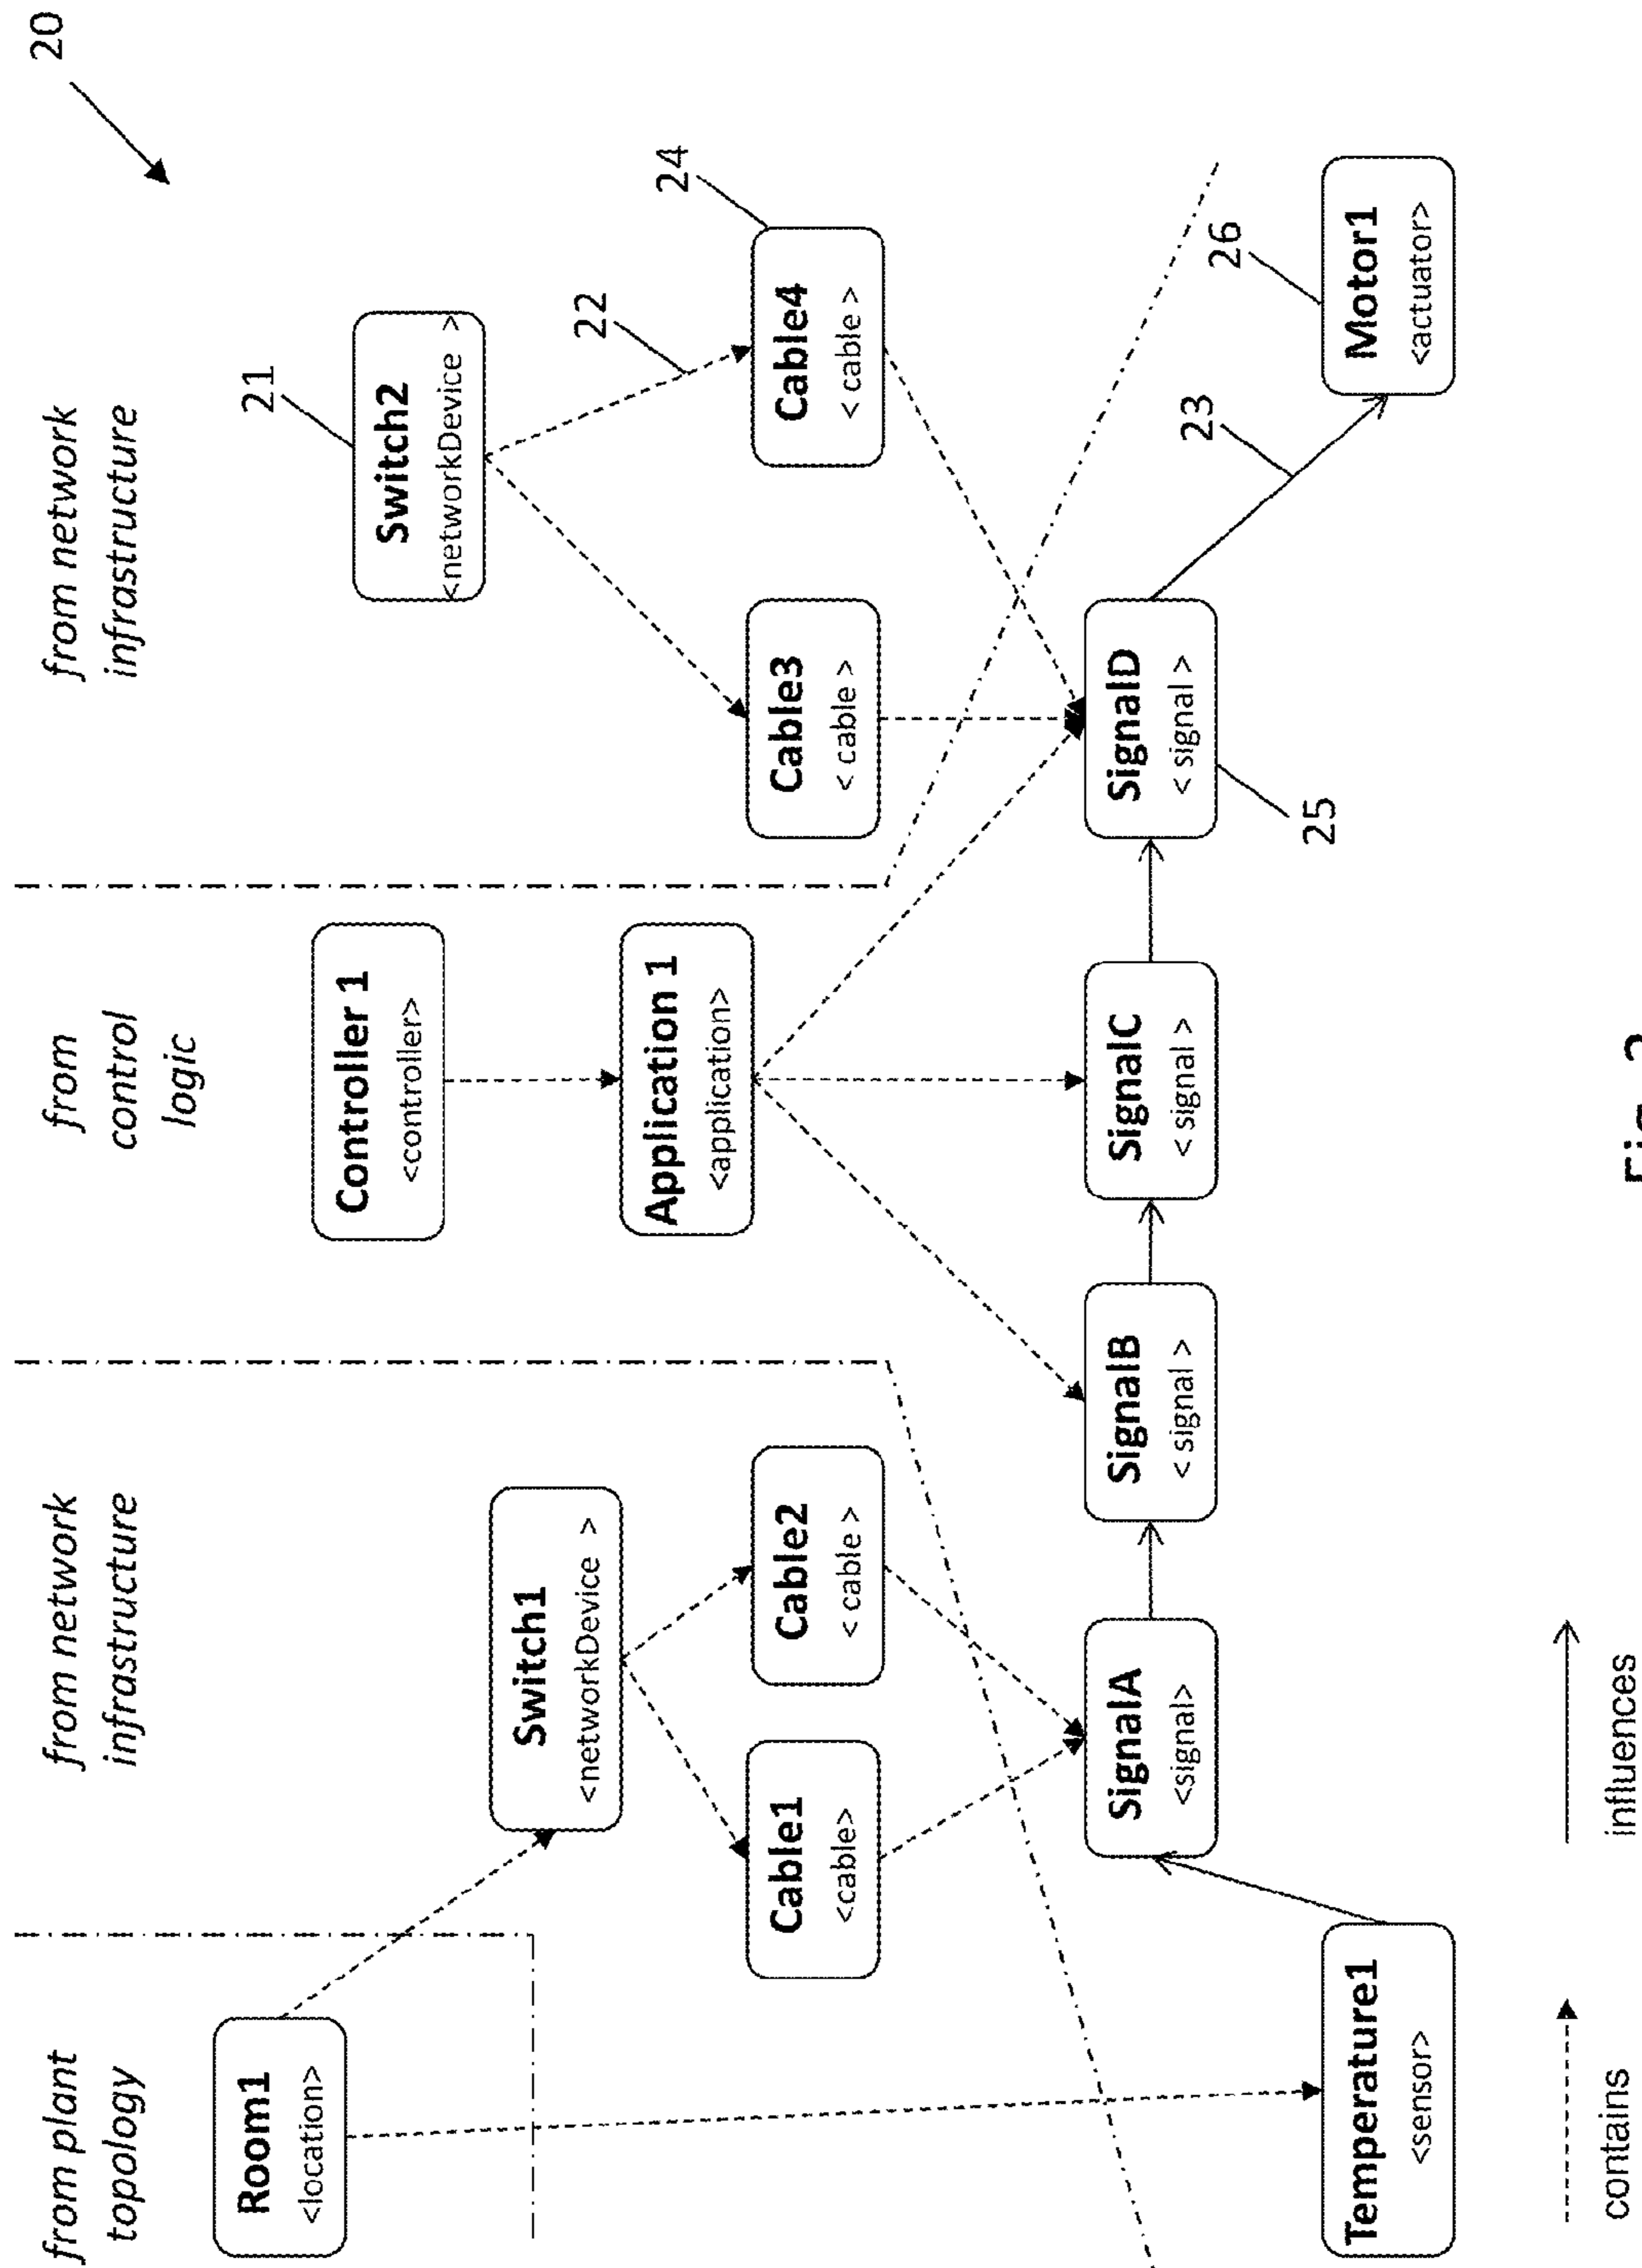 20
from plant
topology
from network
infrastructure
from
control
logic
from network
infrastructure
21
Room1
<location>
Controller 1
<controller>
Switch2
<networkDevice >
Switch1
<networkDevice >
22
24
Application 1
<application>
Cable1
<cable>
Cable2
< cable >
Cable3
< cable >
Cable4
< cable >
SignalA
<signal>
SignalB
< signal >
SignalC
< signal >
SignalD
< signal >
25
23
26
Temperature1
<sensor>
Motor1
<actuator>
contains
influences